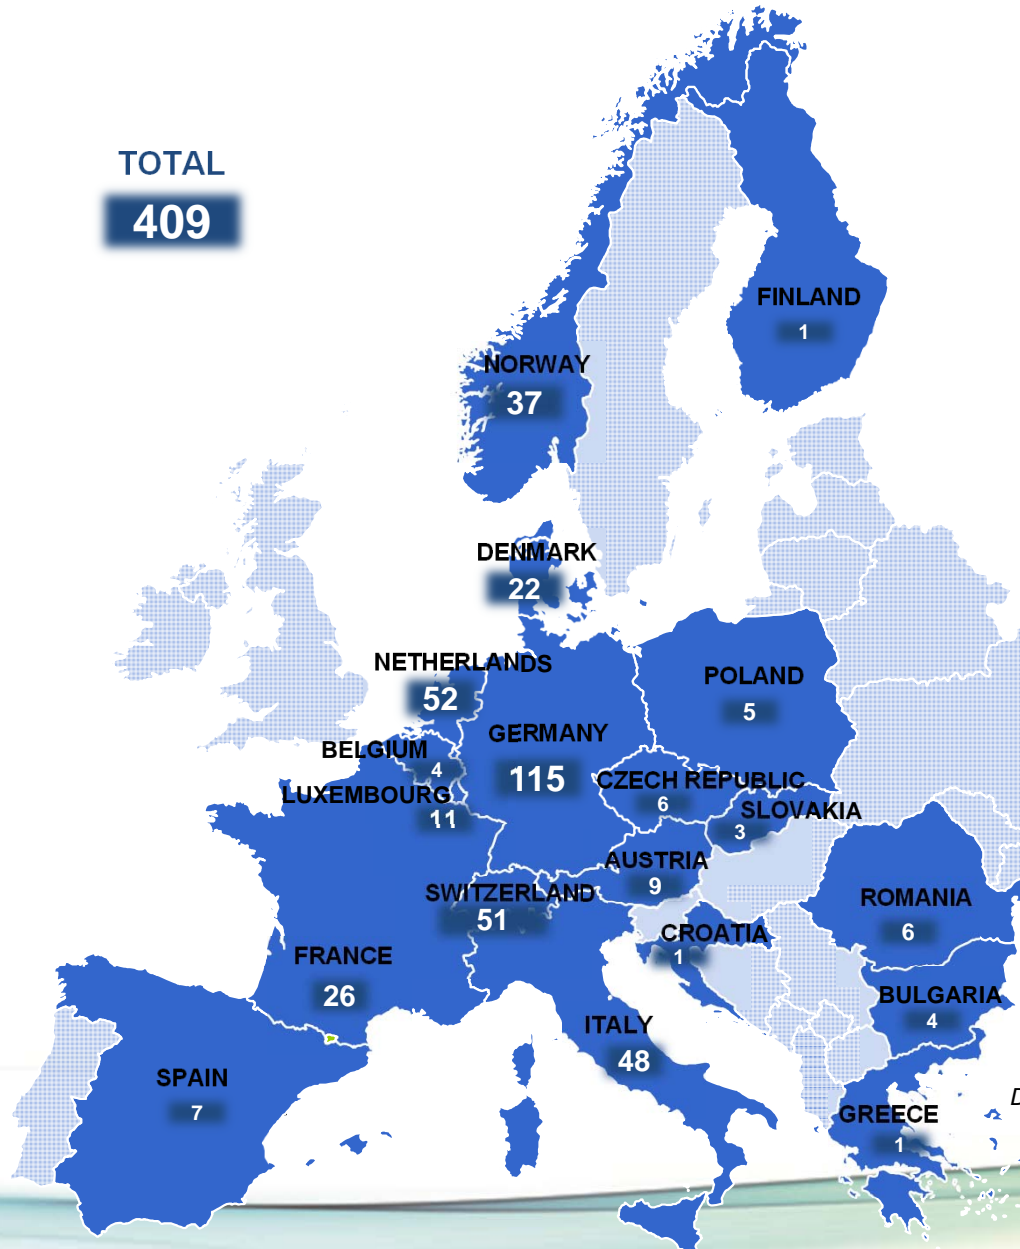 TOTAL
409
FINLAND
1
NORWAY
37
DENMARK
22
NETHERLANDS
52
POLAND
5
GERMANY
115
BELGIUM
4
CZECH REPUBLIC
6
LUXEMBOURG
11
SLOVAKIA
3
AUSTRIA
9
SWITZERLAND
51
ROMANIA
6
CROATIA
1
FRANCE
26
BULGARIA
4
ITALY
48
SPAIN
7
D
GREECE
1